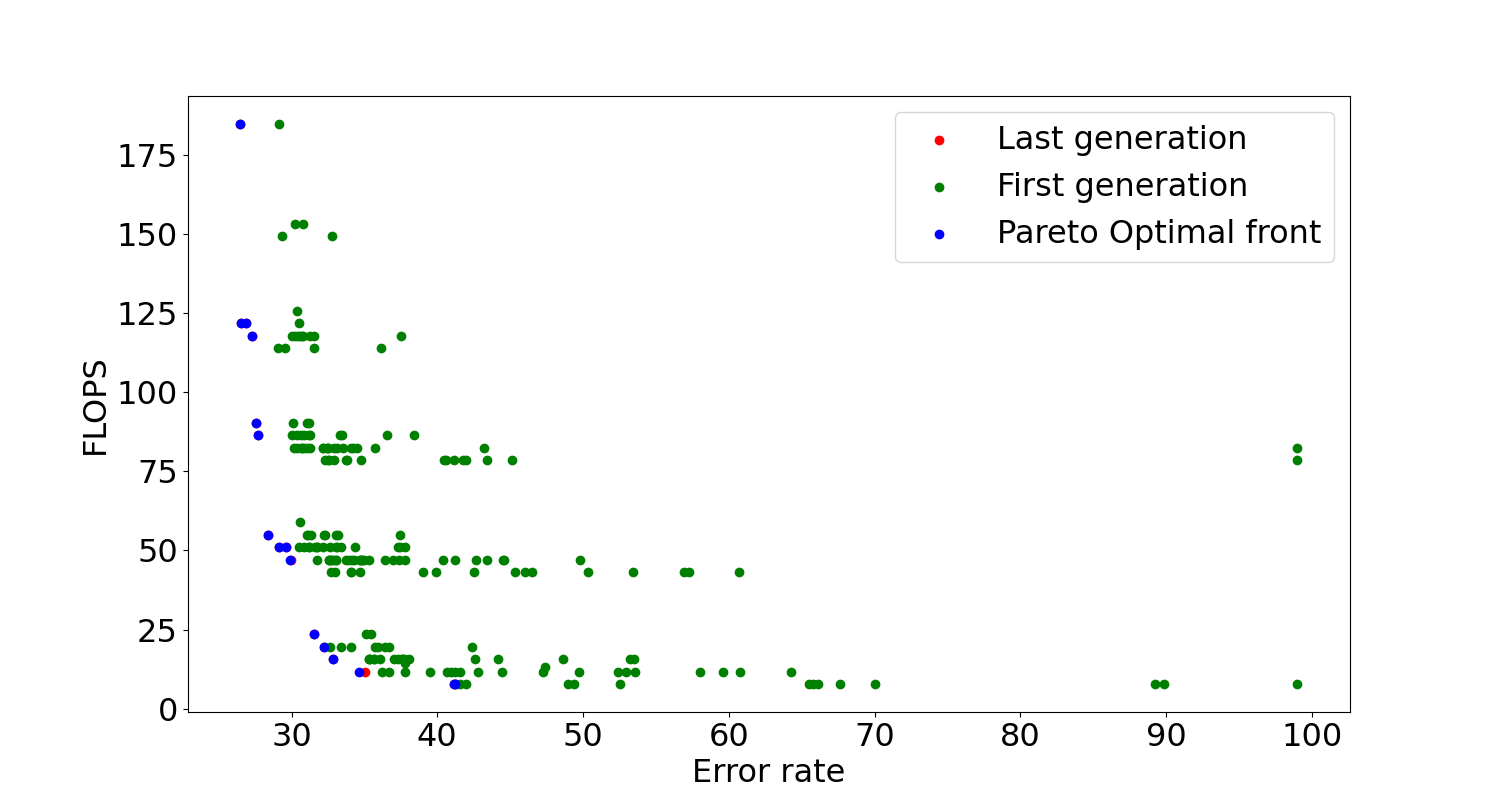 Last generation
First generation
Pareto Optimal front
FLOPS
175
150
125
100
75
50
25
0
30 40 50 60 70 80 90 100
Error rate